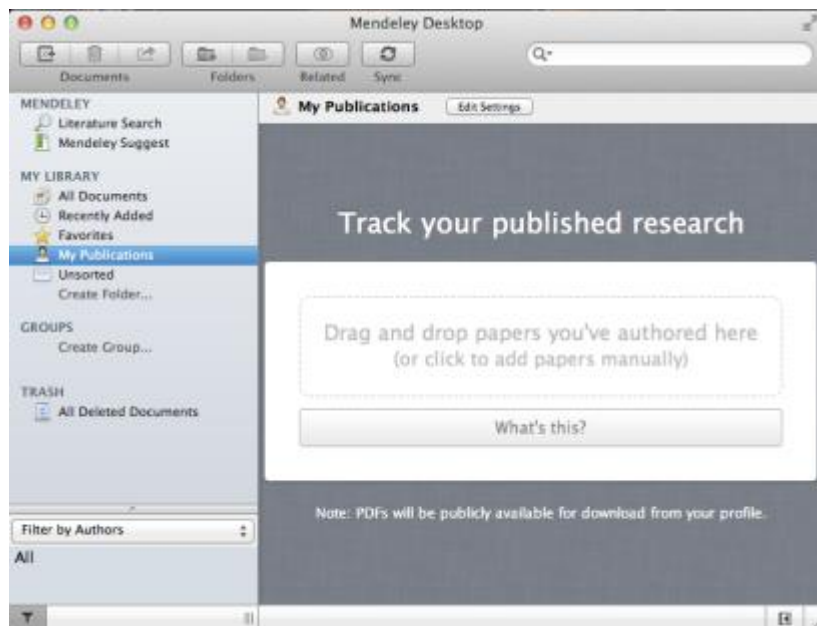 Mendeley Desktop
Documents Folders Related Sync
MENDELEY
Literature Search
Mendeley Suggest
MY LIBRARY
All Documents
Recently Added
Favorites
My Publications
Unsorted
Create Folder...
GROUPS
Create Group...
TRASH
All Deleted Documents
Filter by Authors
All
My Publications Edit Settings
Track your published research
Drag and drop papers you've authored here
(or click to add papers manually)
What's this?
Note: PDFs will be publicly available for download from your profile.